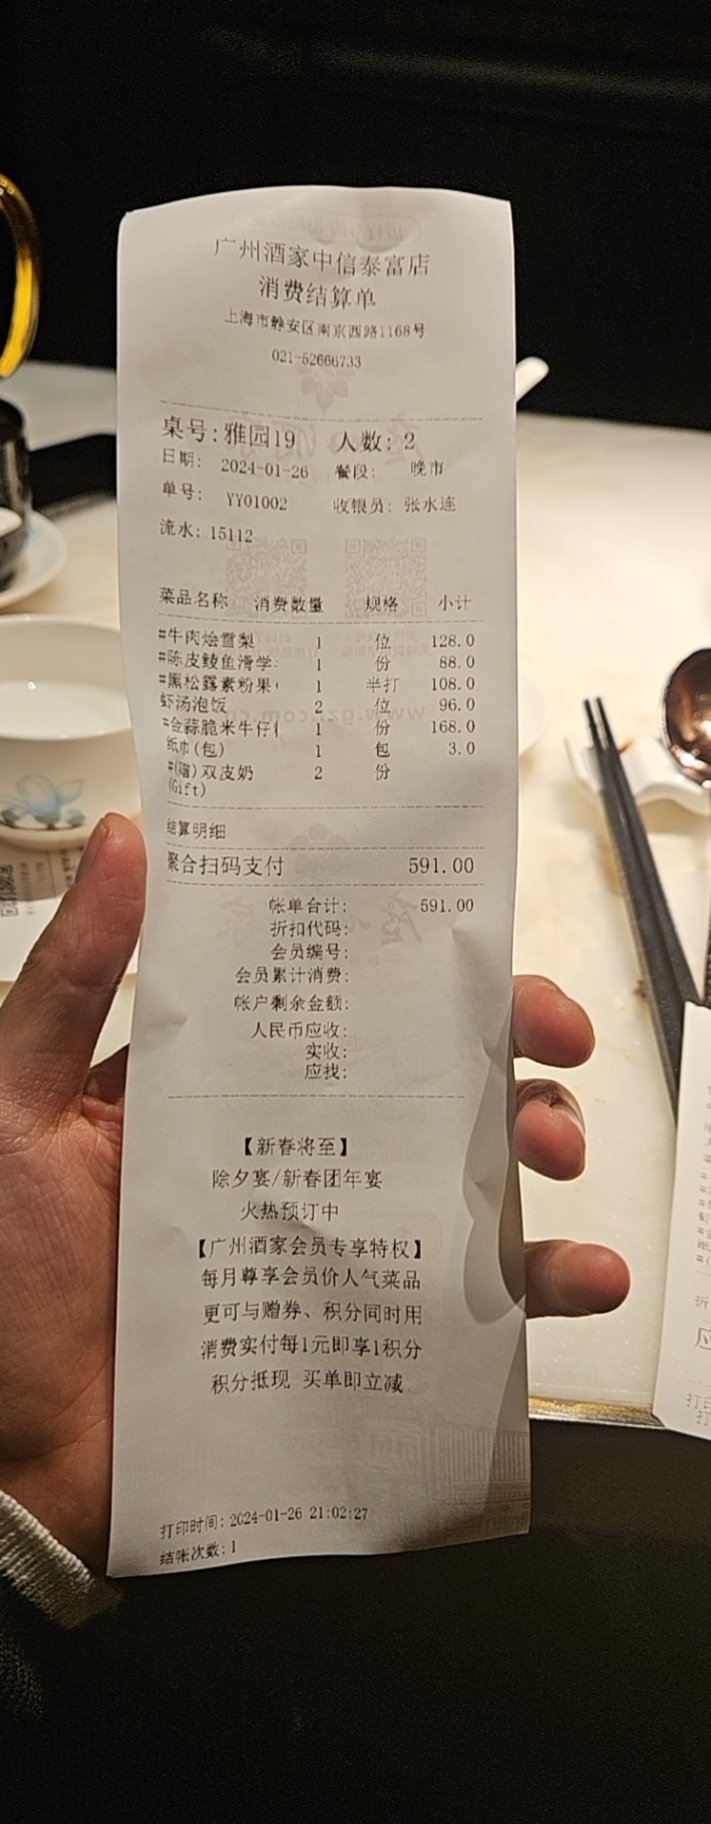 广州酒家中信泰富店
消费结算单
上海市静安区南京西路1168号
021-52666733
桌号:雅园19 人数: 2
日期: 2024-01-26 餐段: 晚市
单号: YY01002 收银员: 张水连
流水: 15112
菜品名称 消费数量 规格 小计
#牛肉烩雪梨 1 位 128.0
#陈皮鲮鱼滑学 1 份 88.0
#黑松露素粉果 1 半打 108.0
虾汤泡饭 2 位 96.0
#金蒜脆米牛仔 1 份 168.0
纸巾(包) 1 包 3.0
#(赠)双皮奶 2 份
(Gift)
结算明细
聚合扫码支付 591.00
帐单合计: 591.00
折扣代码:
会员编号:
会员累计消费:
帐户剩余金额:
人民币应收:
实收:
应找:
【新春将至】
除夕宴/新春团年宴
火热预订中
【广州酒家会员专享特权】
每月尊享会员价人气菜品
更可与赠券、积分同时用
消费实付每1元即享1积分
积分抵现 买单即立减
打印时间: 2024-01-26 21:02:27
结帐次数: 1